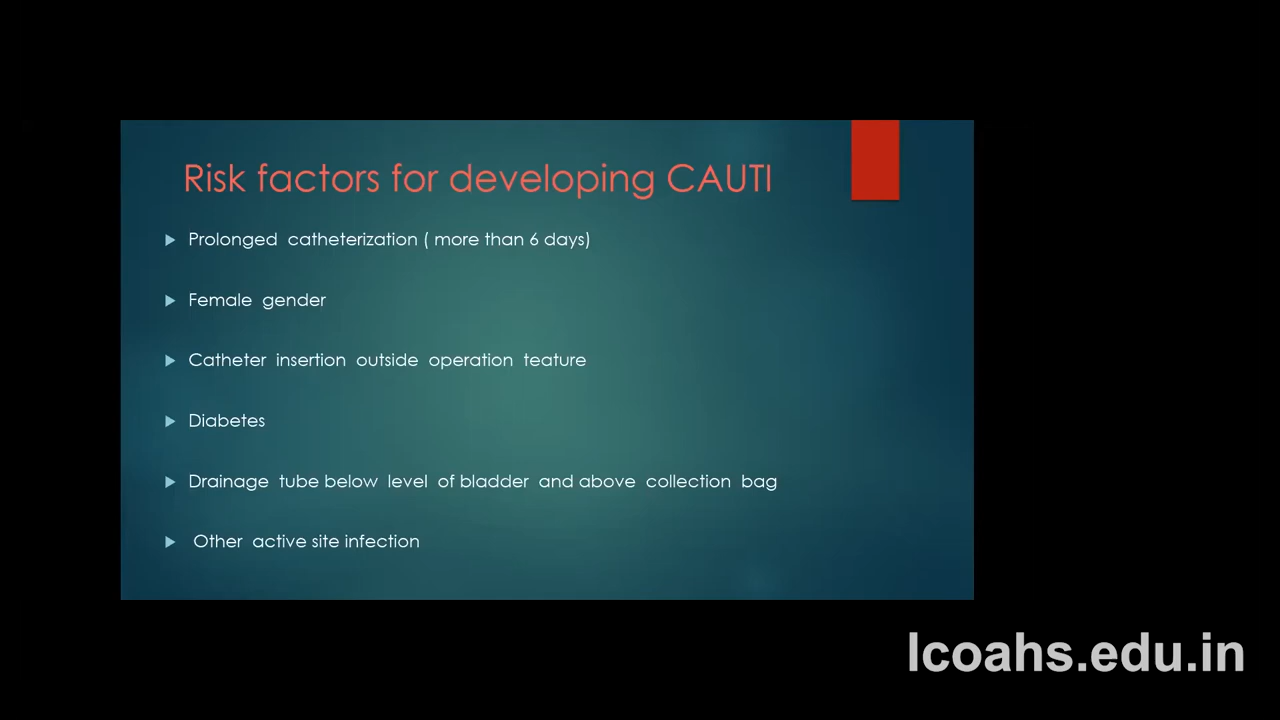 Risk factors for developing CAUTI
Prolonged catheterization ( more than 6 days)
Female gender
Catheter insertion outside operation teature
Diabetes
Drainage tube below level of bladder and above collection bag
Other active site infection
lcoahs.edu.in